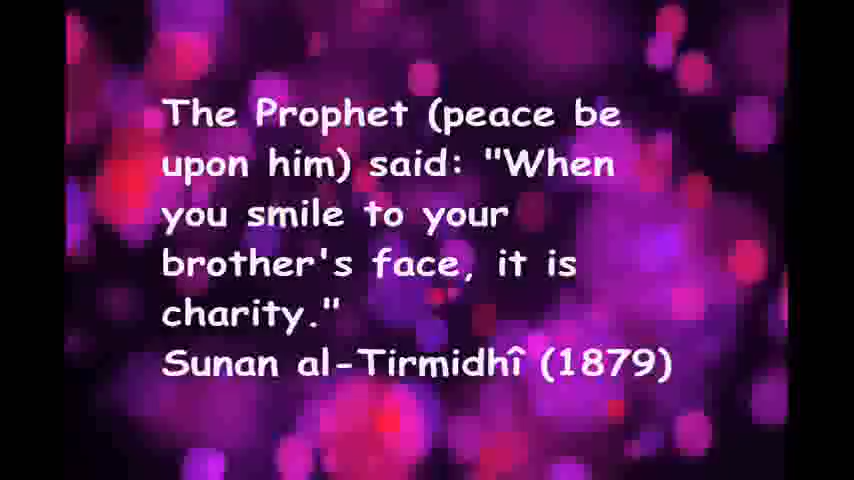 The Prophet (peace be
upon him) said: "When
you smile to your
brother's face, it is
charity."
Sunan al-Tirmidhî (1879)